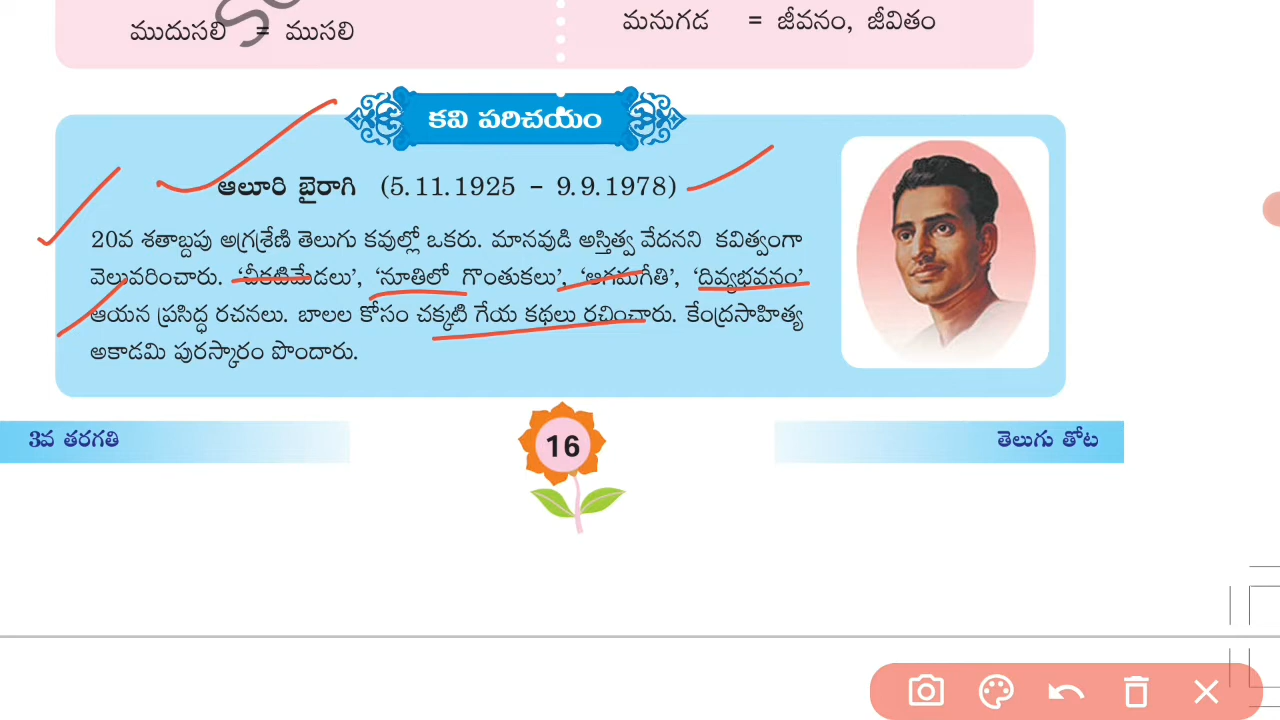 ముదుసలి = ముసలి
మనుగడ = జీవనం, జీవితం
కవి పరిచయం
ఆలూరి బైరాగి (5.11.1925 – 9.9.1978)
20వ శతాబ్దపు అగ్రశ్రేణి తెలుగు కవుల్లో ఒకరు. మానవుడి అస్తిత్వ వేదనని కవిత్వంగా
వెలువరించారు. ‘చీకటిమేడలు’, ‘నూతిలో గొంతుకలు’, ‘ఆగమగీతి’, ‘దివ్యభవనం’
ఆయన ప్రసిద్ధ రచనలు. బాలల కోసం చక్కటి గేయ కథలు రచించారు. కేంద్రసాహిత్య
అకాడమి పురస్కారం పొందారు.
3వ తరగతి
16
తెలుగు తోట